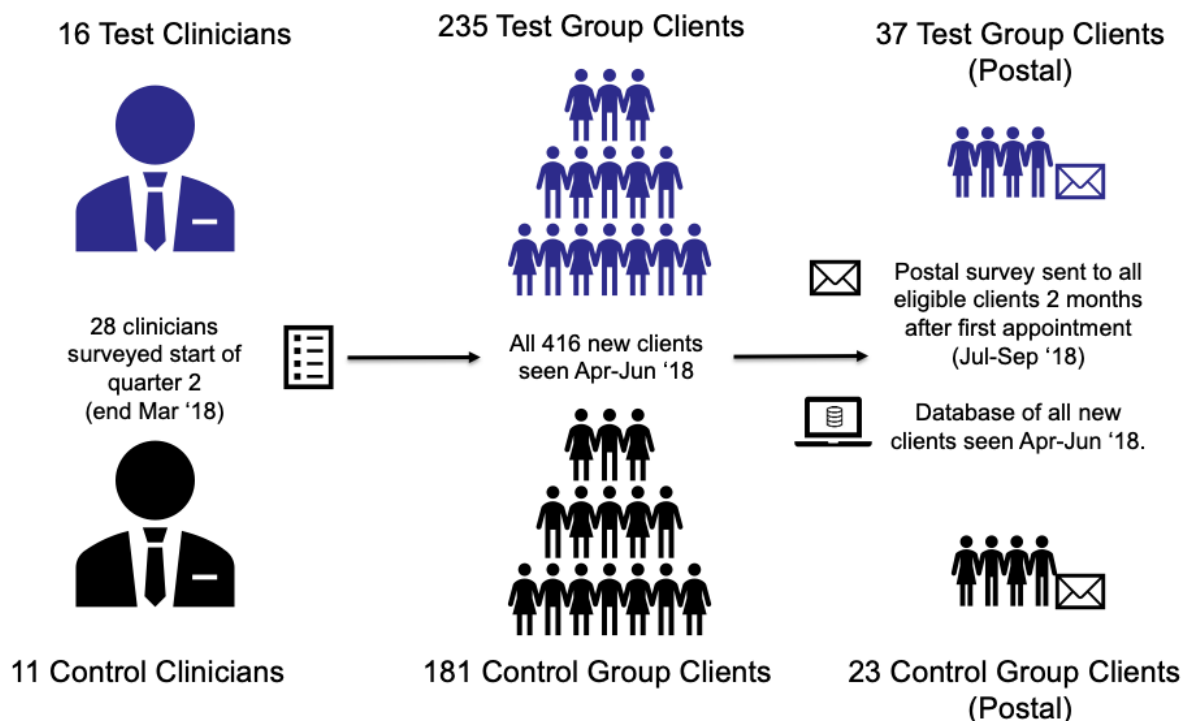 16 Test Clinicians
235 Test Group Clients
37 Test Group Clients
(Postal)
28 clinicians
surveyed start of
quarter 2
(end Mar ‘18)
All 416 new clients
seen Apr-Jun ‘18
Postal survey sent to all
eligible clients 2 months
after first appointment
(Jul-Sep ‘18)
Database of all new
clients seen Apr-Jun ‘18.
11 Control Clinicians
181 Control Group Clients
23 Control Group Clients
(Postal)